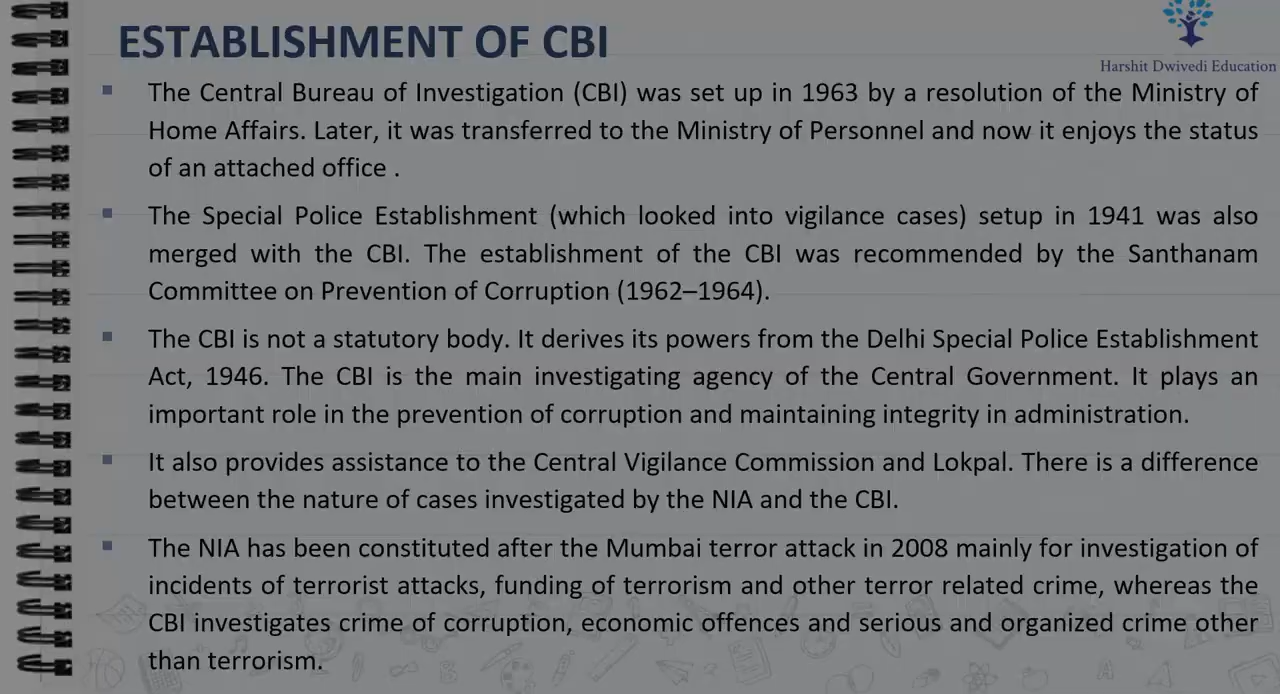 ESTABLISHMENT OF CBI
Harshit Dwivedi Education
The Central Bureau of Investigation (CBI) was set up in 1963 by a resolution of the Ministry of
Home Affairs. Later, it was transferred to the Ministry of Personnel and now it enjoys the status
of an attached office .
The Special Police Establishment (which looked into vigilance cases) setup in 1941 was also
merged with the CBI. The establishment of the CBI was recommended by the Santhanam
Committee on Prevention of Corruption (1962–1964).
The CBI is not a statutory body. It derives its powers from the Delhi Special Police Establishment
Act, 1946. The CBI is the main investigating agency of the Central Government. It plays an
important role in the prevention of corruption and maintaining integrity in administration.
It also provides assistance to the Central Vigilance Commission and Lokpal. There is a difference
between the nature of cases investigated by the NIA and the CBI.
The NIA has been constituted after the Mumbai terror attack in 2008 mainly for investigation of
incidents of terrorist attacks, funding of terrorism and other terror related crime, whereas the
CBI investigates crime of corruption, economic offences and serious and organized crime other
than terrorism.